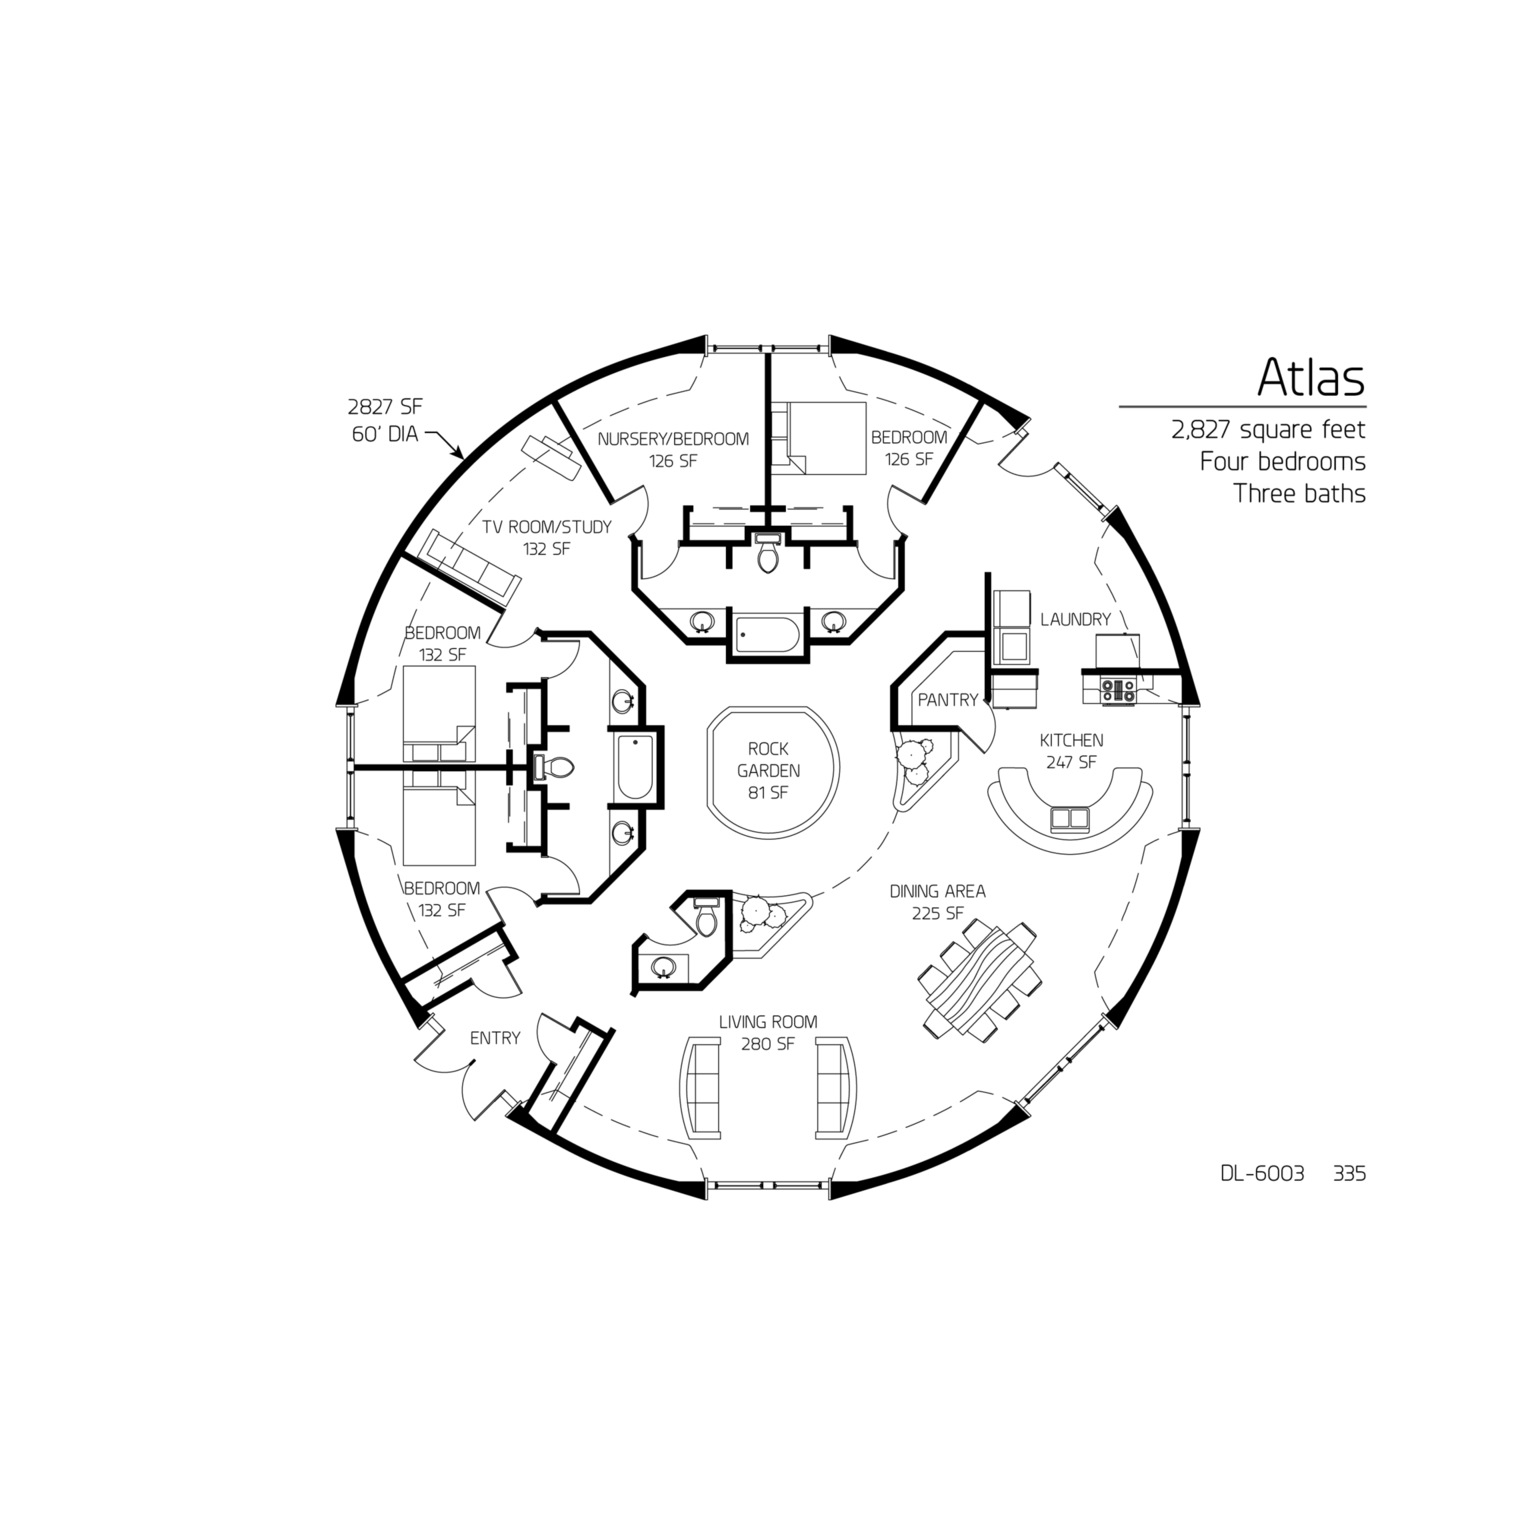 Atlas
2,827 square feet
Four bedrooms
Three baths
2827 SF
60' DIA
NURSERY/BEDROOM
126 SF
BEDROOM
126 SF
TV ROOM/STUDY
132 SF
BEDROOM
132 SF
LAUNDRY
PANTRY
KITCHEN
247 SF
ROCK
GARDEN
81 SF
BEDROOM
132 SF
DINING AREA
225 SF
ENTRY
LIVING ROOM
280 SF
DL-6003 335